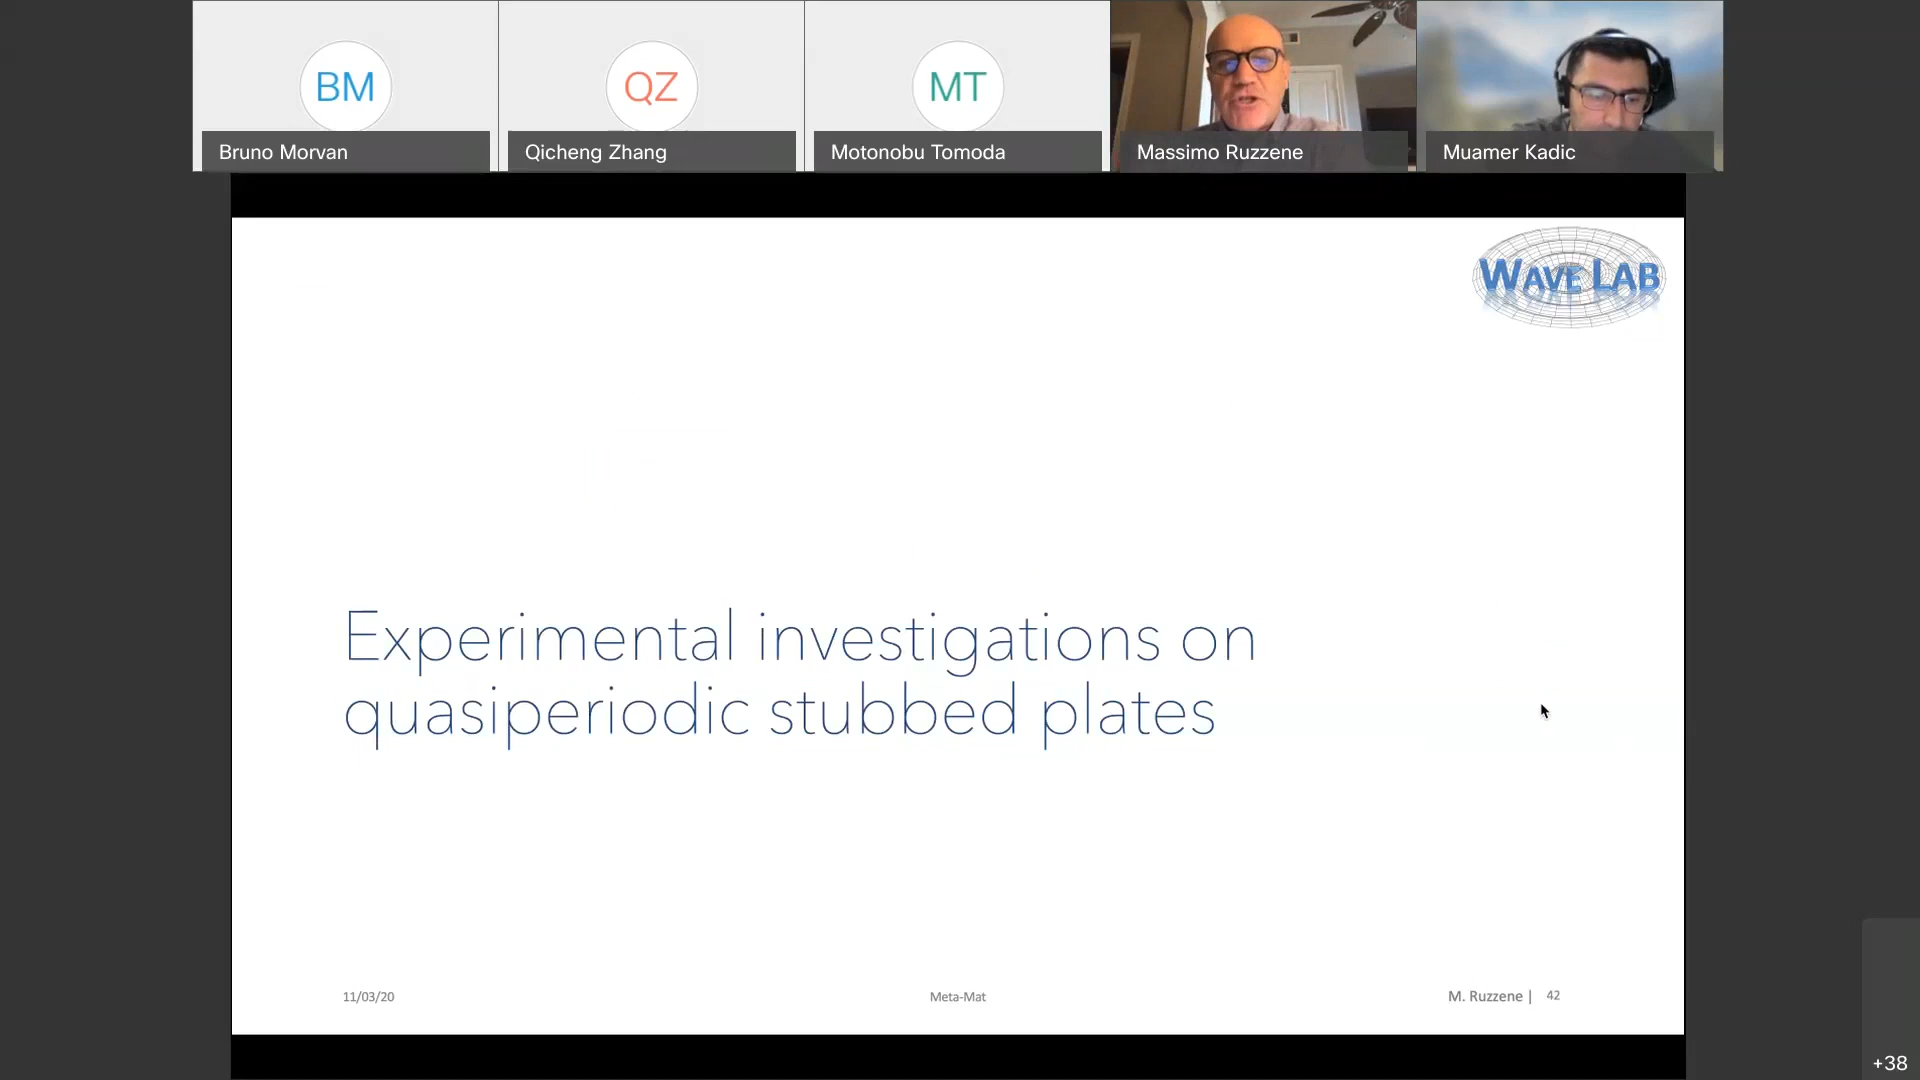 BM
QZ
MT
Bruno Morvan
Qicheng Zhang
Motonobu Tomoda
Massimo Ruzzene
Muamer Kadic
WAVE LAB
Experimental investigations on
quasiperiodic stubbed plates
11/03/20
Meta-Mat
M. Ruzzene |
42
+38